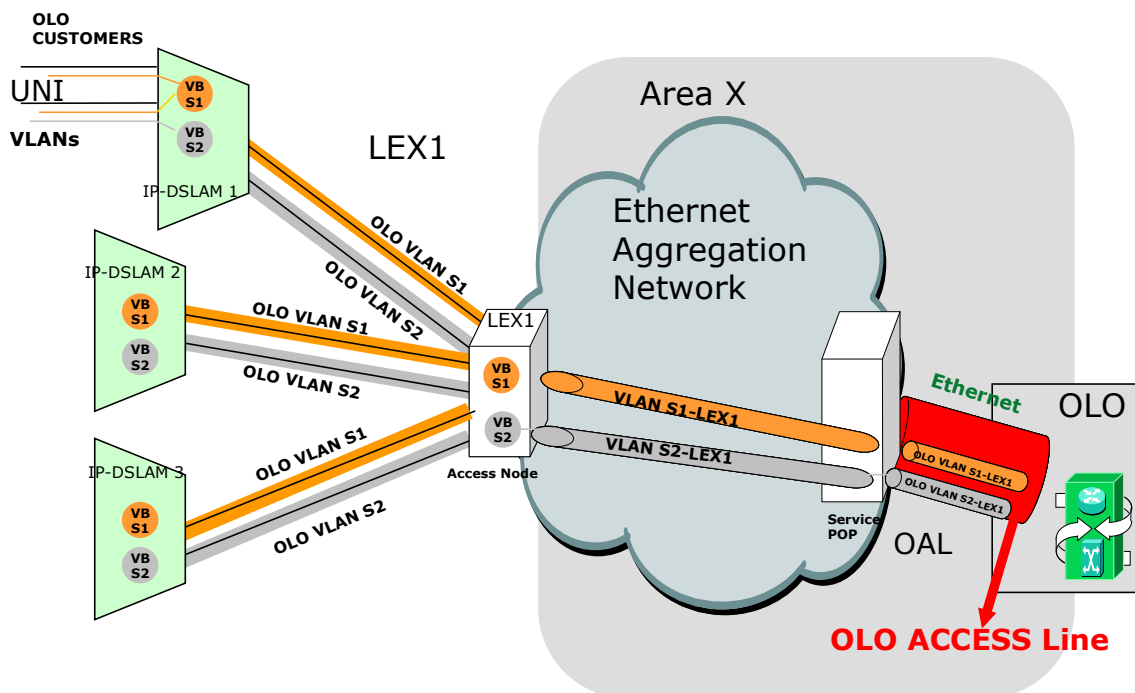 OLO
CUSTOMERS
UNI
VLANs
VB
S1
VB
S2
IP-DSLAM 1
LEX1
Area X
Ethernet
Aggregation
Network
OLO VLAN S1
OLO VLAN S2
IP-DSLAM 2
VB
S1
VB
S2
OLO VLAN S1
OLO VLAN S2
IP-DSLAM 3
VB
S1
VB
S2
OLO VLAN S1
OLO VLAN S2
LEX1
VB
S1
VB
S2
Access Node
VLAN S1-LEX1
VLAN S2-LEX1
Service
POP
OAL
Ethernet
OLO
OLO VLAN S1-LEX1
OLO VLAN S2-LEX1
OLO ACCESS Line